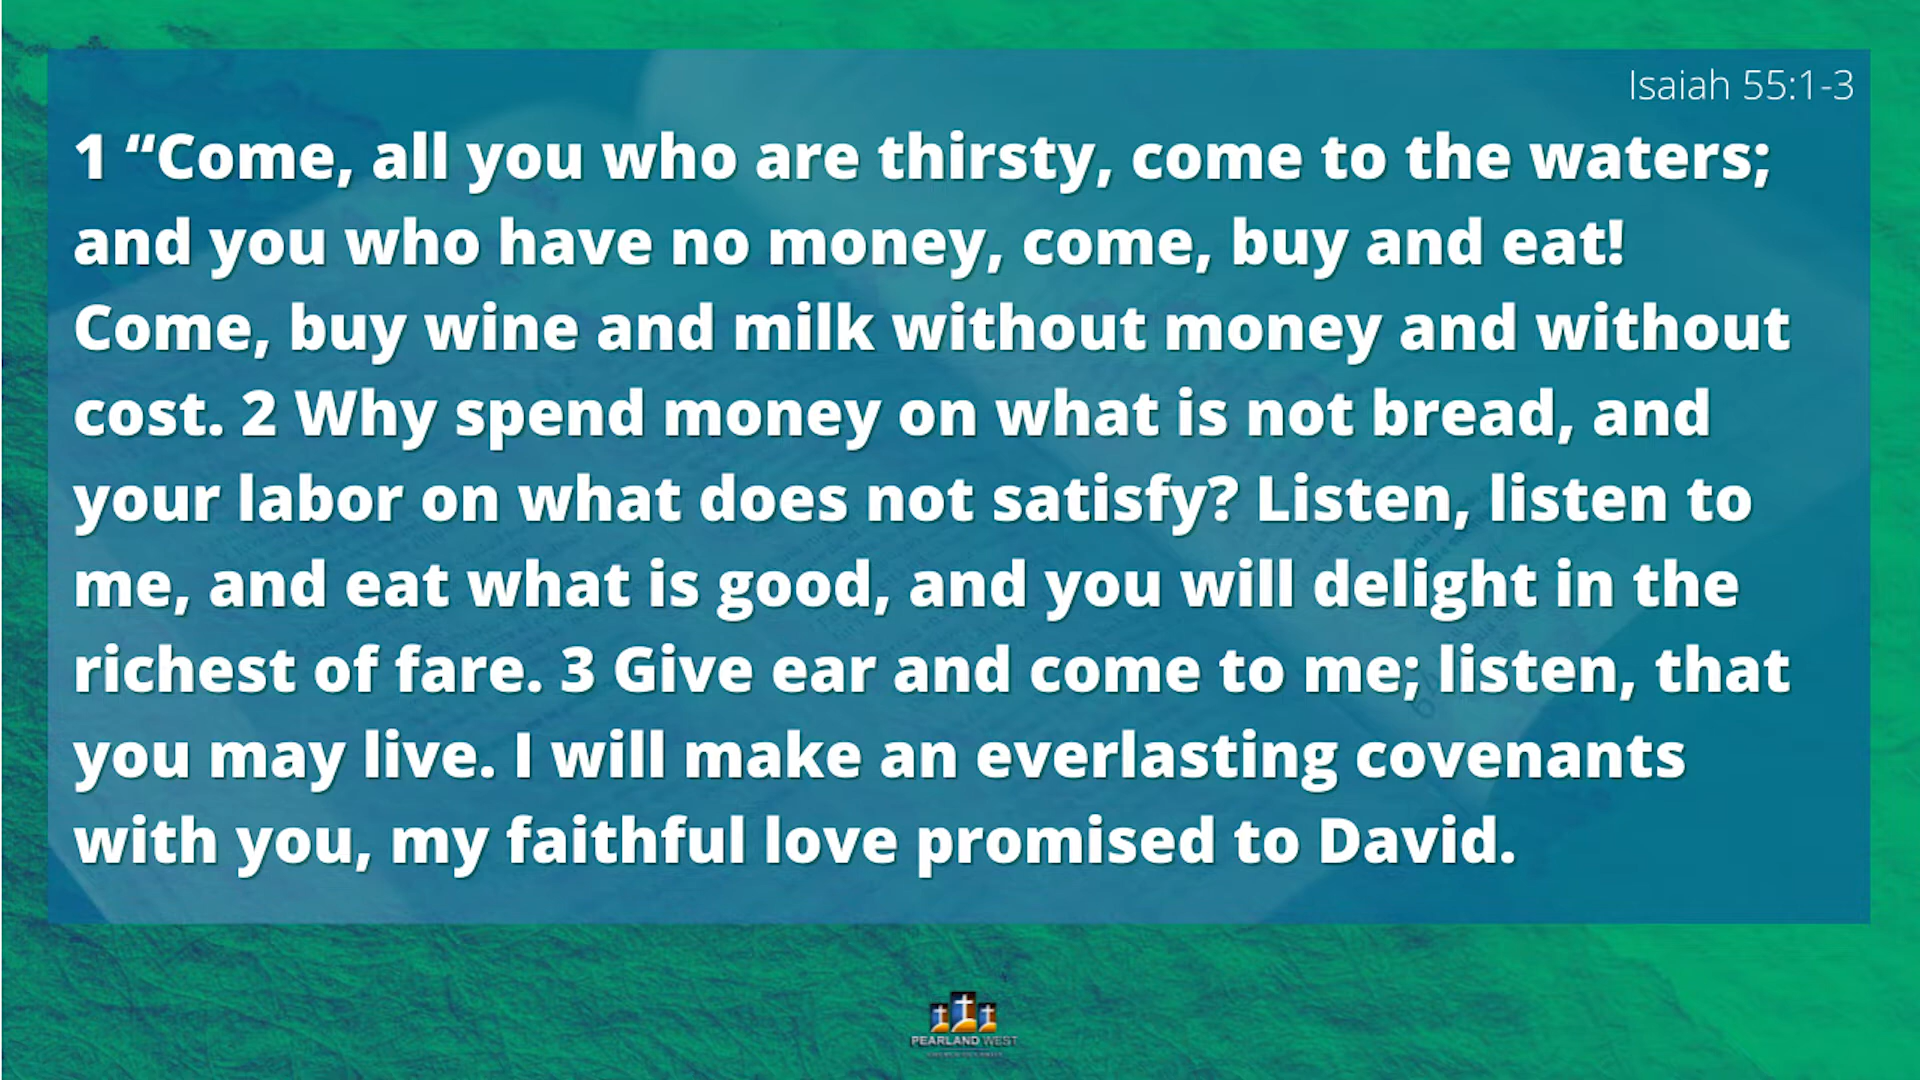 Isaiah 55:1-3
1 “Come, all you who are thirsty, come to the waters;
and you who have no money, come, buy and eat!
Come, buy wine and milk without money and without
cost. 2 Why spend money on what is not bread, and
your labor on what does not satisfy? Listen, listen to
me, and eat what is good, and you will delight in the
richest of fare. 3 Give ear and come to me; listen, that
you may live. I will make an everlasting covenants
with you, my faithful love promised to David.
PEARLAND WEST